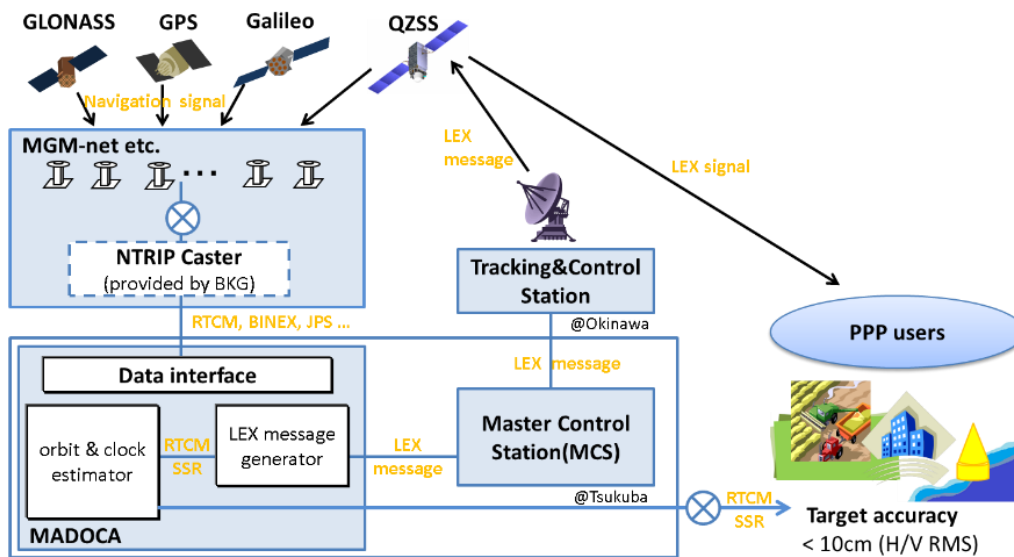 GLONASS
GPS
Galileo
QZSS
Navigation signal
MGM-net etc.
LEX
message
LEX signal
NTRIP Caster
(provided by BKG)
Tracking&Control
Station
@Okinawa
RTCM, BINEX, JPS ...
PPP users
LEX message
Data interface
orbit & clock
estimator
RTCM
SSR
LEX message
generator
LEX
message
Master Control
Station(MCS)
@Tsukuba
MADOCA
RTCM
SSR
Target accuracy
< 10cm (H/V RMS)